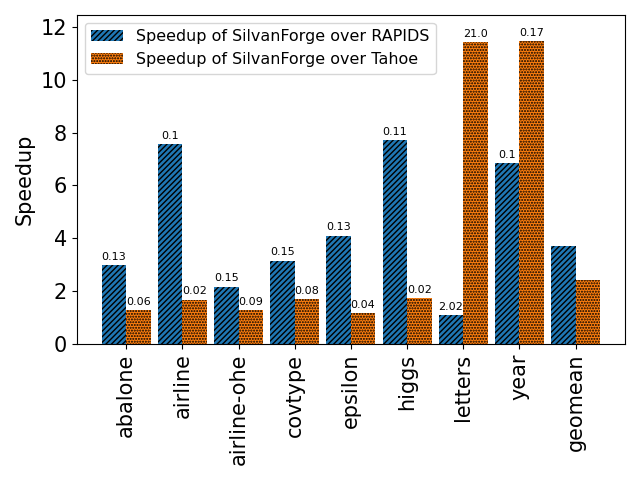 Speedup of SilvanForge over RAPIDS
Speedup of SilvanForge over Tahoe
Speedup
12
10
8
6
4
2
0
0.13
0.06
0.1
0.02
0.15
0.09
0.15
0.08
0.13
0.04
0.11
0.02
2.02
21.0
0.1
0.17
abalone
airline
airline-ohe
covtype
epsilon
higgs
letters
year
geomean